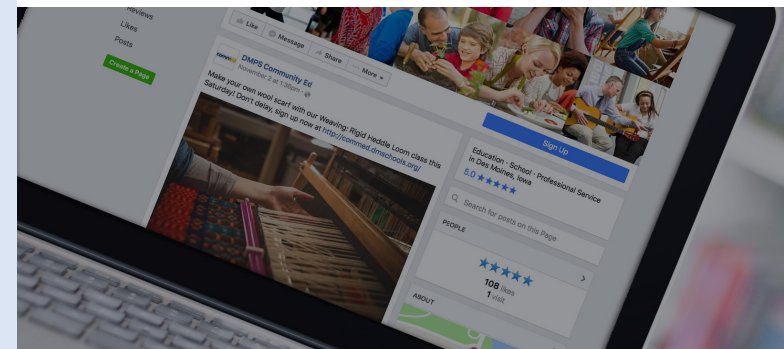 Reviews
Likes
Posts
Create a Page
Like
Message
Share
More
DMPS Community Ed
November 2 at 1:36pm
Make your own wool scarf with our Weaving: Rigid Heddle Loom class this
Saturday! Don't delay, sign up now at http://commed.dmschools.org/
Sign Up
Education · School · Professional Service
in Des Moines, Iowa
5.0 ★★★★★
Search for posts on this Page
PEOPLE
★★★★★
108 likes
1 visit
ABOUT